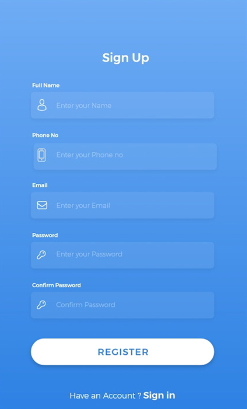 Sign Up
Full Name
Enter your Name
Phone No
Enter your Phone no
Email
Enter your Email
Password
Enter your Password
Confirm Password
Confirm Password
REGISTER
Have an Account ? Sign in